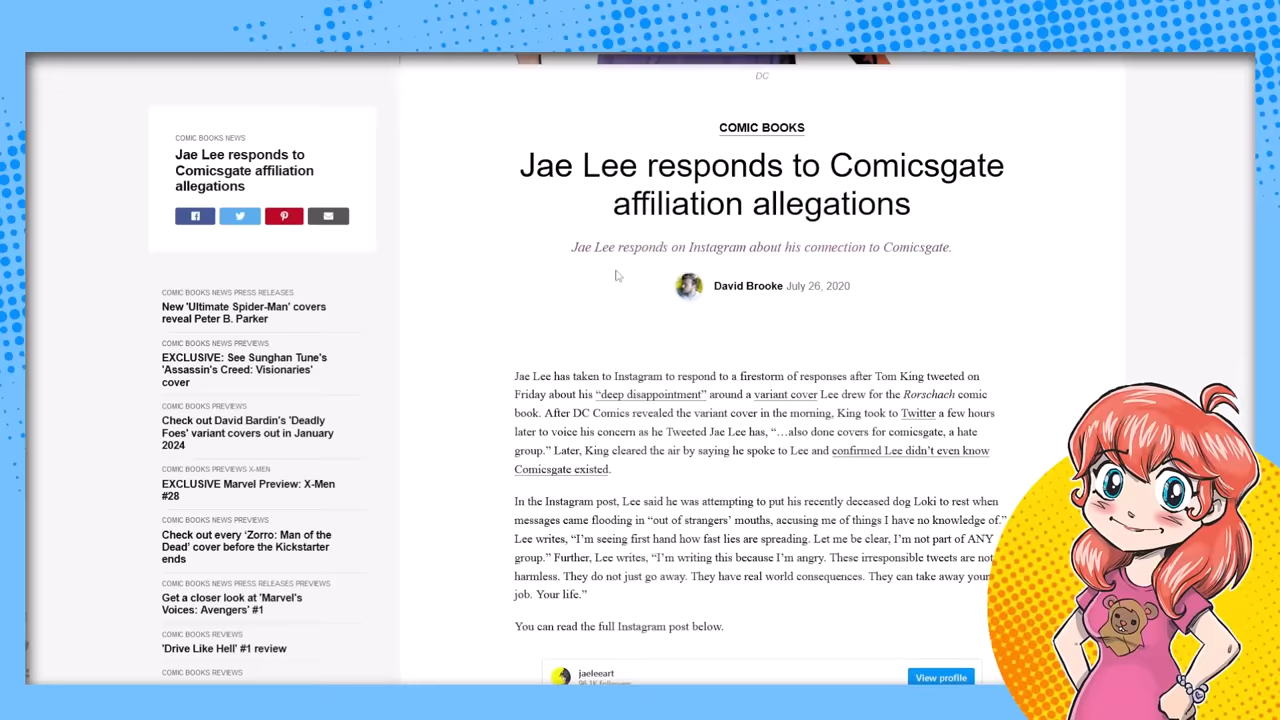 DC
COMIC BOOKS
Jae Lee responds to Comicsgate
affiliation allegations
Jae Lee responds on Instagram about his connection to Comicsgate.
David Brooke July 26, 2020
COMIC BOOKS NEWS
Jae Lee responds to
Comicsgate affiliation
allegations
COMIC BOOKS NEWS PRESS RELEASES
New 'Ultimate Spider-Man' covers
reveal Peter B. Parker
COMIC BOOKS NEWS PREVIEWS
EXCLUSIVE: See Sunghan Tune's
'Assassin's Creed: Visionaries'
cover
COMIC BOOKS PREVIEWS
Check out David Bardin's 'Deadly
Foes' variant covers out in January
2024
COMIC BOOKS PREVIEWS X-MEN
EXCLUSIVE Marvel Preview: X-Men
#28
COMIC BOOKS NEWS PREVIEWS
Check out every ‘Zorro: Man of the
Dead’ cover before the Kickstarter
ends
COMIC BOOKS NEWS PRESS RELEASES PREVIEWS
Get a closer look at 'Marvel's
Voices: Avengers' #1
COMIC BOOKS REVIEWS
'Drive Like Hell' #1 review
COMIC BOOKS REVIEWS
Jae Lee has taken to Instagram to respond to a firestorm of responses after Tom King tweeted on
Friday about his “deep disappointment” around a variant cover Lee drew for the Rorschach comic
book. After DC Comics revealed the variant cover in the morning, King took to Twitter a few hours
later to voice his concern as he Tweeted Jae Lee has, “…also done covers for comicsgate, a hate
group.” Later, King cleared the air by saying he spoke to Lee and confirmed Lee didn’t even know
Comicsgate existed.
In the Instagram post, Lee said he was attempting to put his recently deceased dog Loki to rest when
messages came flooding in “out of strangers’ mouths, accusing me of things I have no knowledge of.”
Lee writes, “I’m seeing first hand how fast lies are spreading. Let me be clear, I’m not part of ANY
group.” Further, Lee writes, “I’m writing this because I’m angry. These irresponsible tweets are not
harmless. They do not just go away. They have real world consequences. They can take away your
job. Your life.”
You can read the full Instagram post below.
jaeleeart
View profile